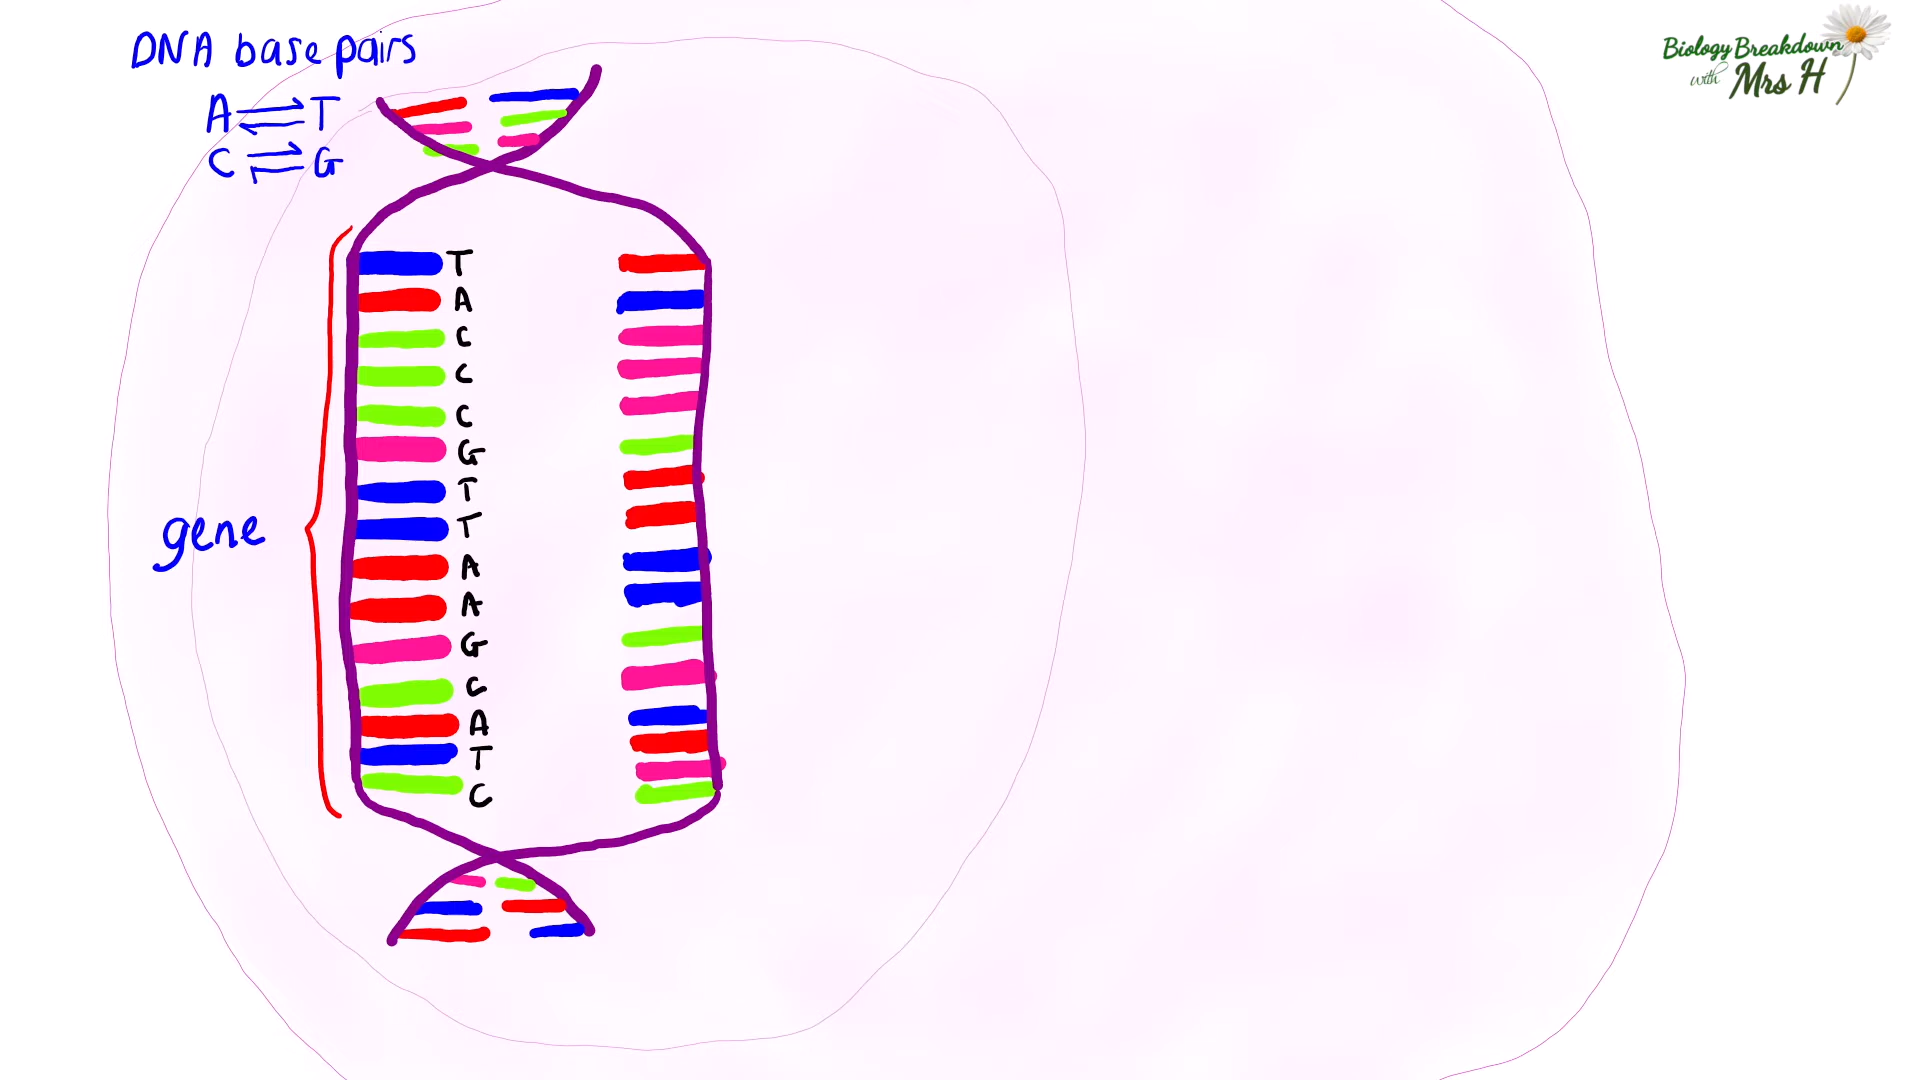 DNA base pairs
A ⇌ T
C ⇌ G
Biology Breakdown
with Mrs H
T
A
C
C
C
G
T
T
A
A
G
C
A
T
C
gene